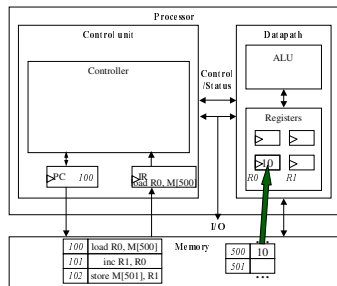 Processor
Control unit
Datapath
Controller
Control
/Status
ALU
Registers
PC 100
IR
load R0, M[500]
10
R0 R1
I/O
Memory
100 load R0, M[500]
101 inc R1, R0
102 store M[501], R1
...
500 10
501
...